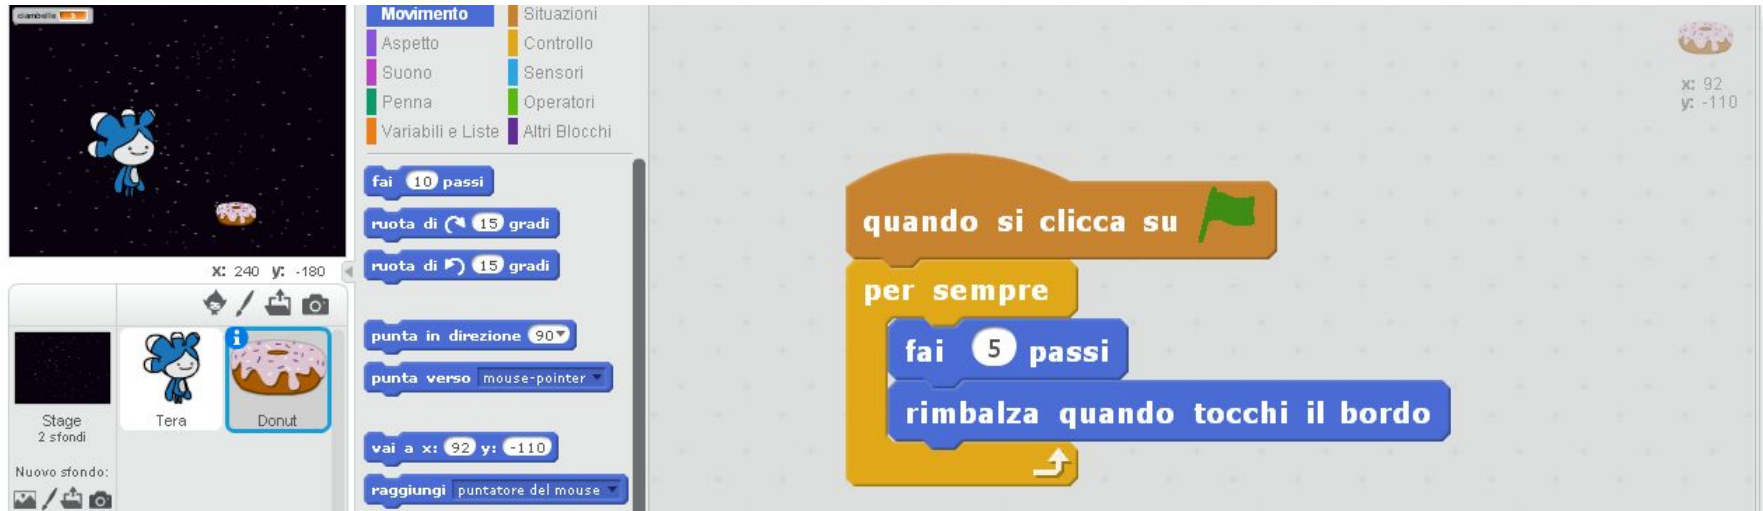 ciambelle
x: 240 y: -180
Stage
2 sfondi
Tera
Donut
Nuovo sfondo:
Movimento
Situazioni
Aspetto
Controllo
Suono
Sensori
Penna
Operatori
Variabili e Liste
Altri Blocchi
fai 10 passi
ruota di 15 gradi
ruota di 15 gradi
punta in direzione 90
punta verso mouse-pointer
vai a x: 92 y: -110
raggiungi puntatore del mouse
quando si clicca su
per sempre
fai 5 passi
rimbalza quando tocchi il bordo
x: 92
y: -110